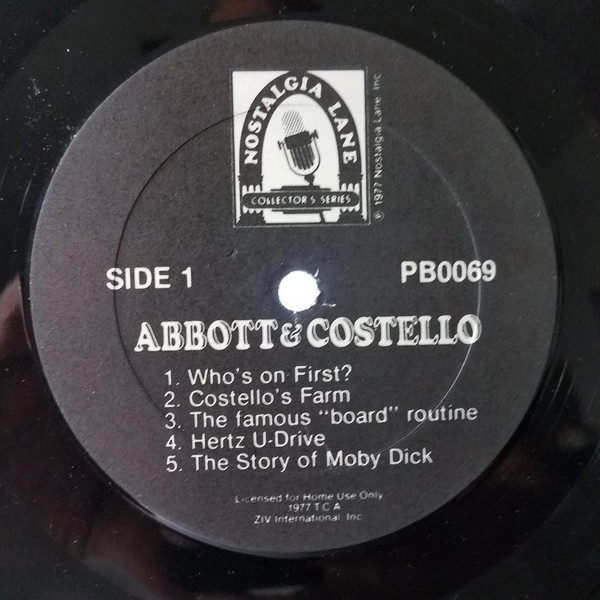 NOSTALGIA LANE
COLLECTOR'S SERIES
℗ 1977 Nostalgia Lane, Inc
SIDE 1
PB0069
ABBOTT & COSTELLO
1. Who's on First?
2. Costello's Farm
3. The famous "board" routine
4. Hertz U-Drive
5. The Story of Moby Dick
Licensed for Home Use Only
1977 T C A
ZIV International, Inc